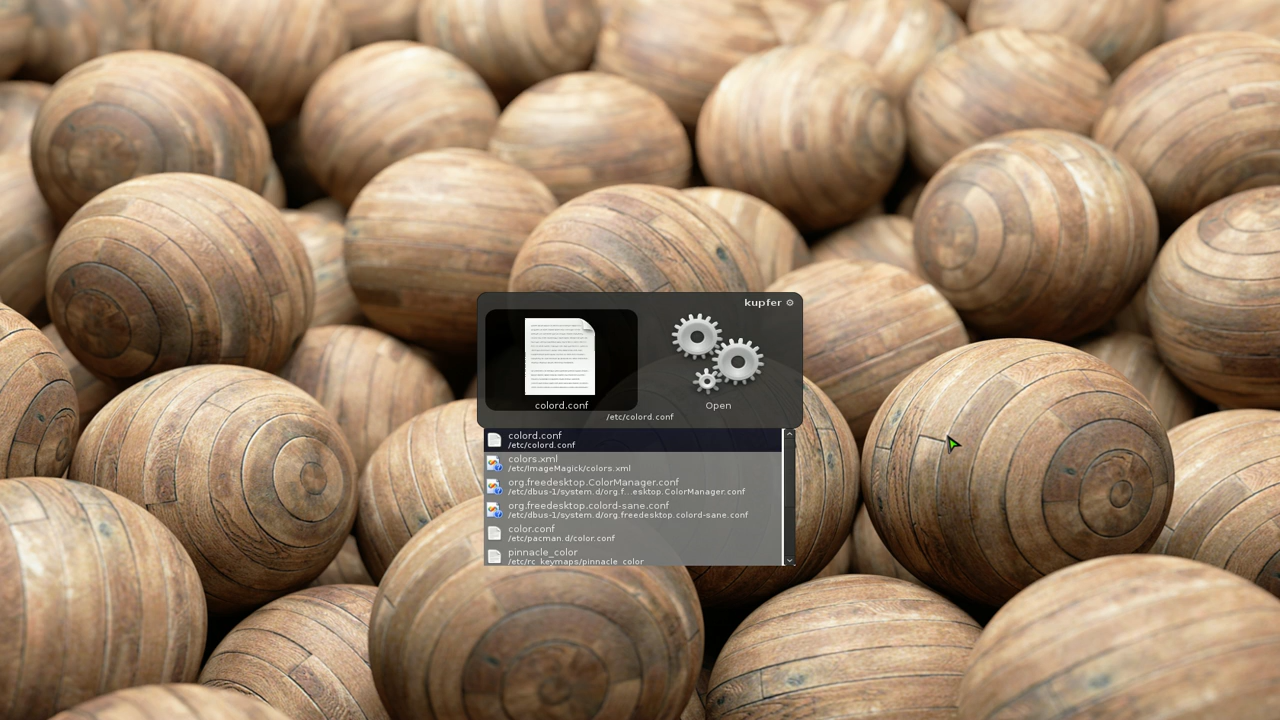 kupfer
colord.conf
Open
/etc/colord.conf
colord.conf
/etc/colord.conf
colors.xml
/etc/ImageMagick/colors.xml
org.freedesktop.ColorManager.conf
/etc/dbus-1/system.d/org.f…esktop.ColorManager.conf
org.freedesktop.colord-sane.conf
/etc/dbus-1/system.d/org.freedesktop.colord-sane.conf
color.conf
/etc/pacman.d/color.conf
pinnacle_color
/etc/rc_keymaps/pinnacle_color